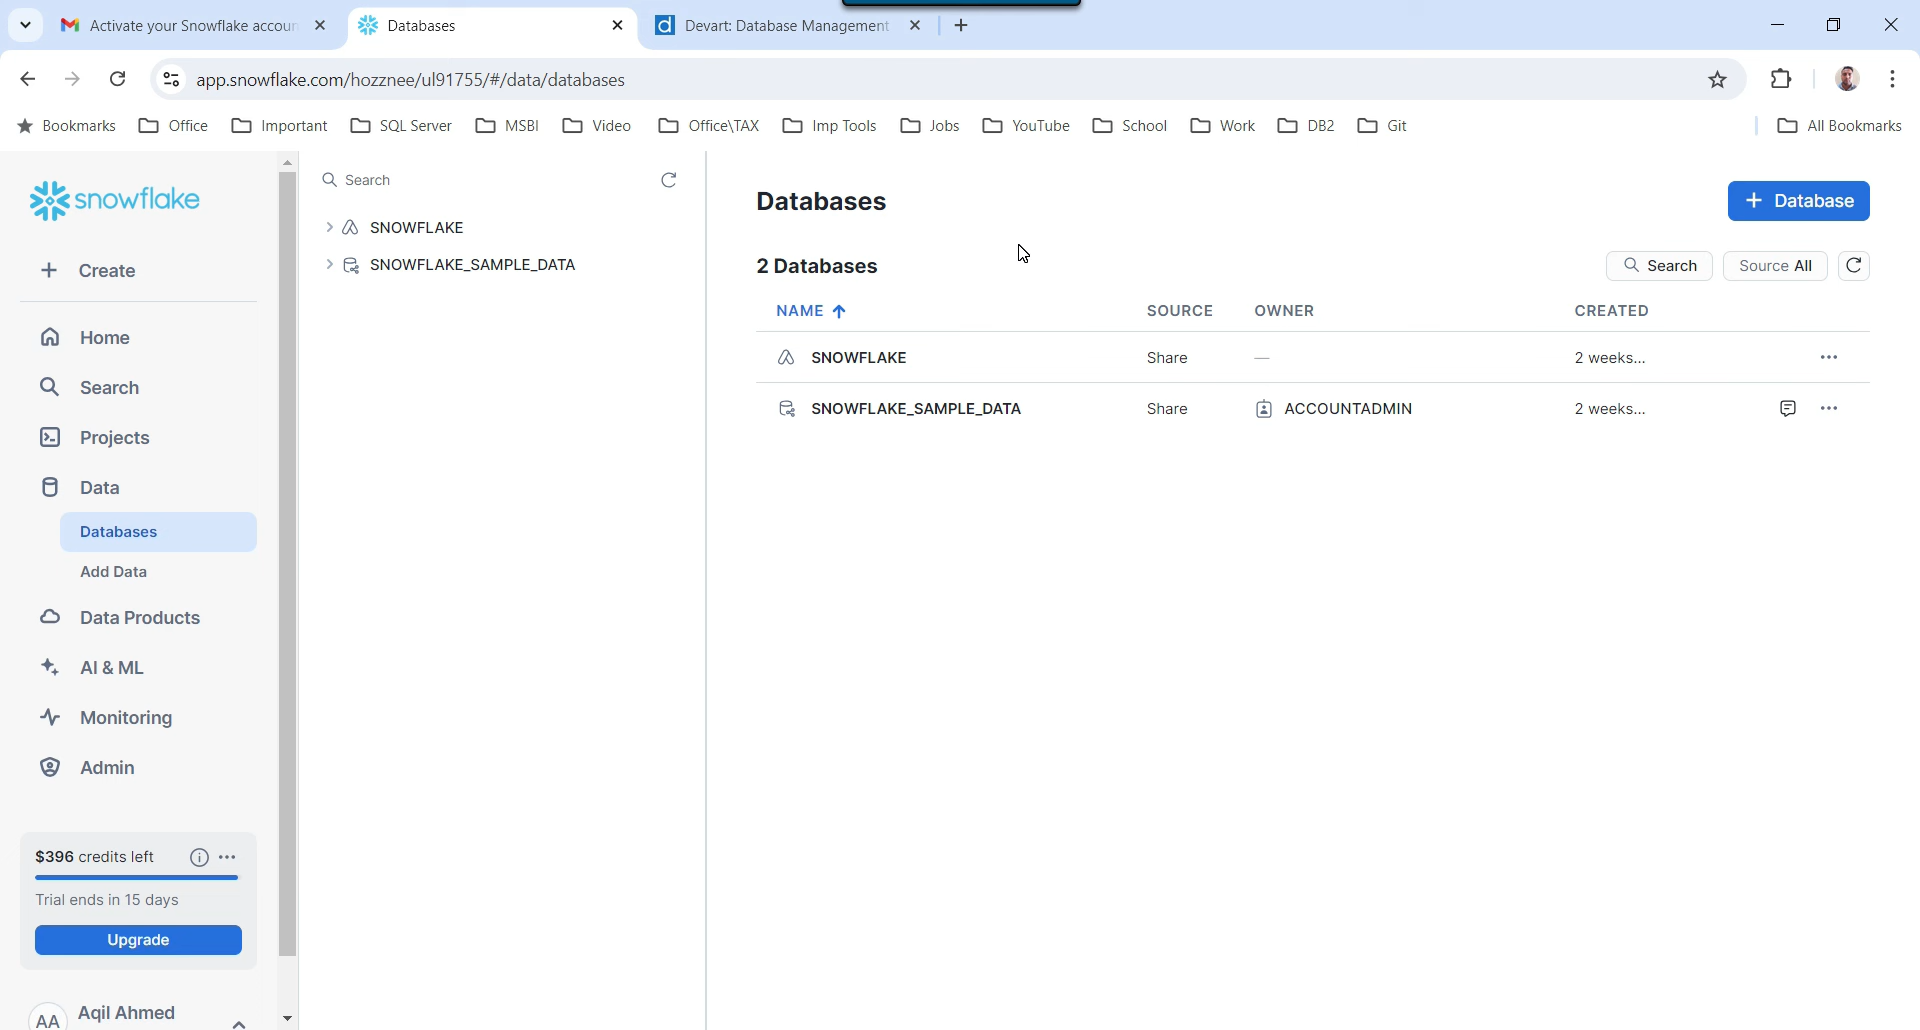 Activate your Snowflake accoun
Databases
Devart: Database Management
app.snowflake.com/hozznee/ul91755/#/data/databases
Bookmarks
Office
Important
SQL Server
MSBI
Video
Office\TAX
Imp Tools
Jobs
YouTube
School
Work
DB2
Git
All Bookmarks
snowflake
Create
Home
Search
Projects
Data
Databases
Add Data
Data Products
AI & ML
Monitoring
Admin
$396 credits left
Trial ends in 15 days
Upgrade
AA
Aqil Ahmed
Search
SNOWFLAKE
SNOWFLAKE_SAMPLE_DATA
Databases
+ Database
2 Databases
Search
Source All
NAME SOURCE OWNER CREATED
SNOWFLAKE Share — 2 weeks...
SNOWFLAKE_SAMPLE_DATA Share ACCOUNTADMIN 2 weeks...